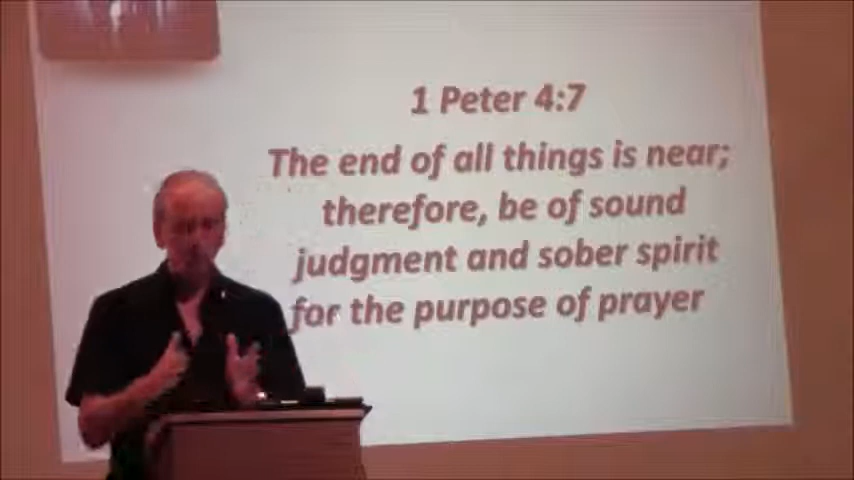 1 Peter 4:7
The end of all things is near;
therefore, be of sound
judgment and sober spirit
for the purpose of prayer